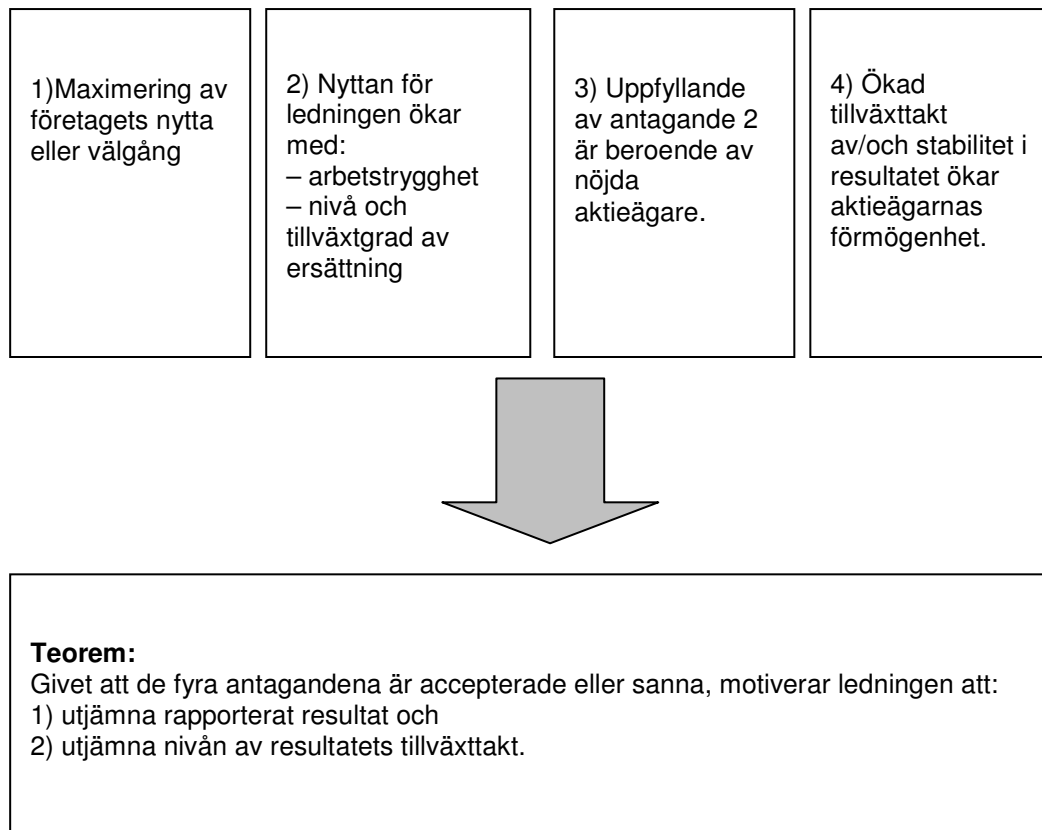 1)Maximering av
företagets nytta
eller välgång
2) Nyttan för
ledningen ökar
med:
– arbetstrygghet
– nivå och
tillväxtgrad av
ersättning
3) Uppfyllande
av antagande 2
är beroende av
nöjda
aktieägare.
4) Ökad
tillväxttakt
av/och stabilitet i
resultatet ökar
aktieägarnas
förmögenhet.
Teorem:
Givet att de fyra antagandena är accepterade eller sanna, motiverar ledningen att:
1) utjämna rapporterat resultat och
2) utjämna nivån av resultatets tillväxttakt.